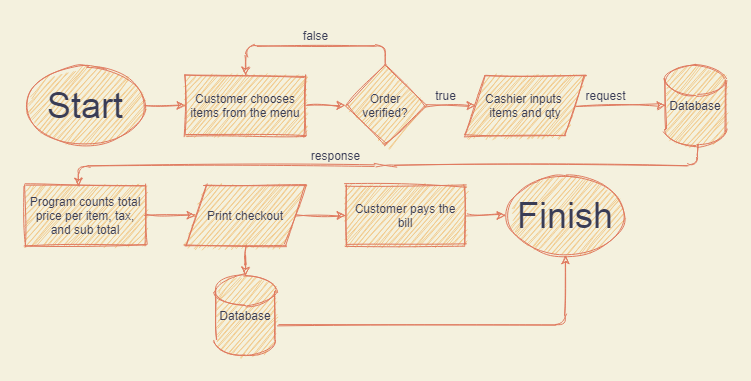 false
Start
Customer chooses
items from the menu
Order
verified?
true
Cashier inputs
items and qty
request
Database
response
Program counts total
price per item, tax,
and sub total
Print checkout
Customer pays the
bill
Finish
Database